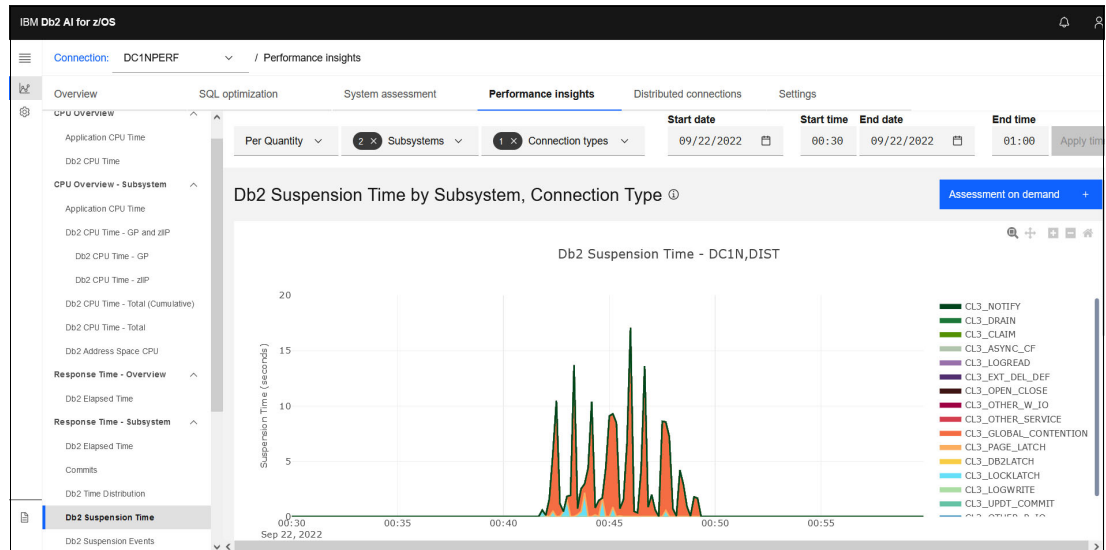 IBM Db2 AI for z/OS
Connection: DC1NPERF / Performance insights
Overview SQL optimization System assessment Performance insights Distributed connections Settings
CPU Overview
Application CPU Time
Db2 CPU Time
CPU Overview - Subsystem
Application CPU Time
Db2 CPU Time - GP and zIIP
Db2 CPU Time - GP
Db2 CPU Time - zIIP
Db2 CPU Time - Total (Cumulative)
Db2 CPU Time - Total
Db2 Address Space CPU
Response Time - Overview
Db2 Elapsed Time
Response Time - Subsystem
Db2 Elapsed Time
Commits
Db2 Time Distribution
Db2 Suspension Time
Db2 Suspension Events
Start date Start time End date End time
Per Quantity 2 × Subsystems 1 × Connection types 09/22/2022 00:30 09/22/2022 01:00 Apply tim
Db2 Suspension Time by Subsystem, Connection Type
Assessment on demand +
Db2 Suspension Time - DC1N,DIST
Suspension Time (seconds)
20
15
10
5
0
00:30 00:35 00:40 00:45 00:50 00:55
Sep 22, 2022
CL3_NOTIFY
CL3_DRAIN
CL3_CLAIM
CL3_ASYNC_CF
CL3_LOGREAD
CL3_EXT_DEL_DEF
CL3_OPEN_CLOSE
CL3_OTHER_W_IO
CL3_OTHER_SERVICE
CL3_GLOBAL_CONTENTION
CL3_PAGE_LATCH
CL3_DB2LATCH
CL3_LOCKLATCH
CL3_LOGWRITE
CL3_UPDT_COMMIT
CL3_OTHER_R_IO